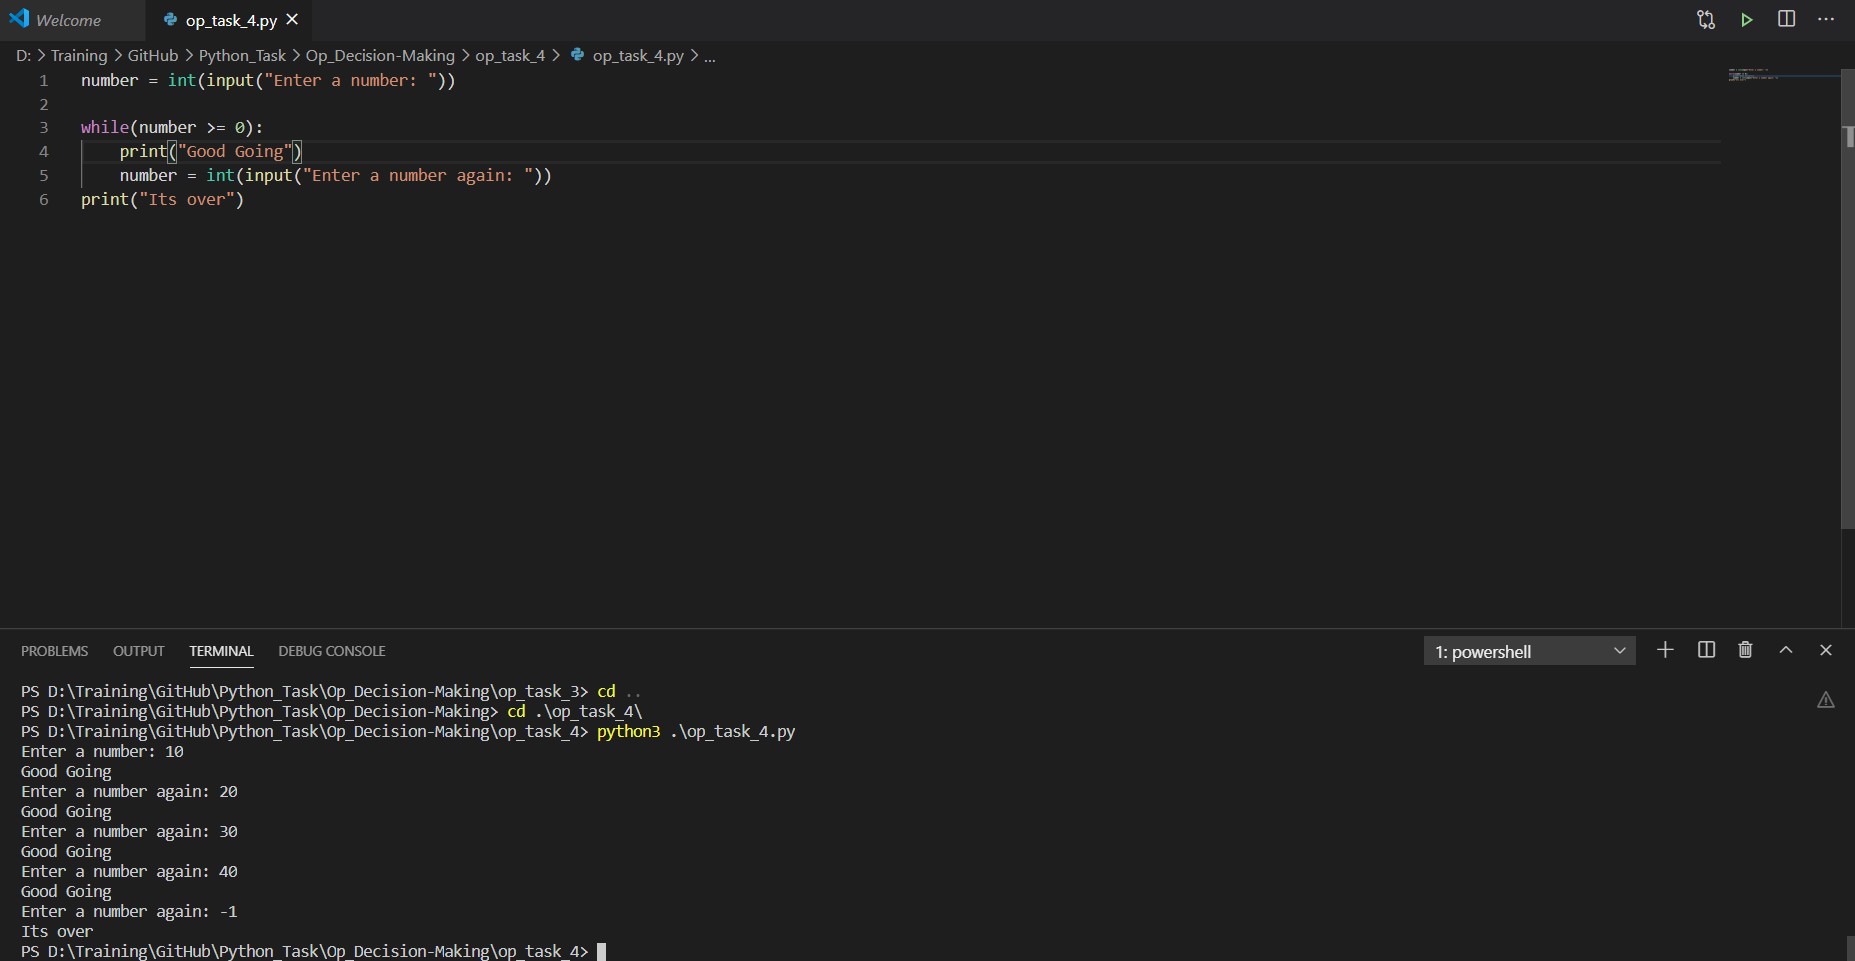 Welcome op_task_4.py
D: > Training > GitHub > Python_Task > Op_Decision-Making > op_task_4 > op_task_4.py > ...
1 number = int(input("Enter a number: "))
2
3 while(number >= 0):
4     print("Good Going")
5     number = int(input("Enter a number again: "))
6 print("Its over")
PROBLEMS OUTPUT TERMINAL DEBUG CONSOLE 1: powershell
PS D:\Training\GitHub\Python_Task\Op_Decision-Making\op_task_3> cd ..
PS D:\Training\GitHub\Python_Task\Op_Decision-Making> cd .\op_task_4\
PS D:\Training\GitHub\Python_Task\Op_Decision-Making\op_task_4> python3 .\op_task_4.py
Enter a number: 10
Good Going
Enter a number again: 20
Good Going
Enter a number again: 30
Good Going
Enter a number again: 40
Good Going
Enter a number again: -1
Its over
PS D:\Training\GitHub\Python_Task\Op_Decision-Making\op_task_4>